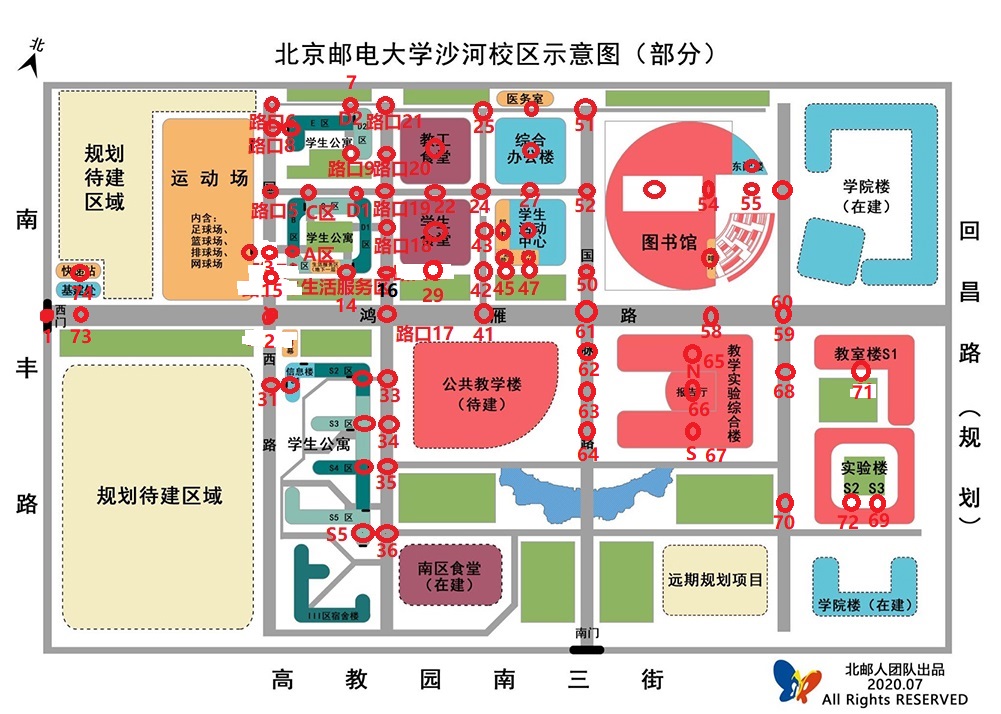 北
北京邮电大学沙河校区示意图（部分）
7
医务室
路口6
D2
路口21
25
51
路口8
E 区
D2
区
学生公寓
教工
食堂
综合
办公楼
规划
待建
区域
运动场
路口9
路口20
东配楼
学院楼
（在建）
路口5
C区
D1
路口19
22
24
27
52
54
55
南
内含：
足球场、
篮球场、
排球场、
网球场
D1
区
学生公寓
路口18
学生
食堂
43
学生
活动
中心
图书馆
回
国
3
A区
快递站
74
基建处
15
生活服务区
14
16
29
42
45
47
50
昌
60
西
门
1
73
2
鸿
雁
路
路口17
41
61
58
59
丰
西
信息楼
S2 区
31
33
公共教学楼
（待建）
62
63
64
65
N
报告厅
66
S
67
教
学
实
验
综
合
楼
68
教室楼S1
71
路
路
学生公寓
S3 区
34
S4 区
35
路
（
规
划
）
规划待建区域
实验楼
S2 S3
72
69
70
路
S5 区
S5
36
南区食堂
（在建）
远期规划项目
学院楼（在建）
III区宿舍楼
南门
高 教 园 南 三 街
北邮人团队出品
2020.07
All Rights RESERVED